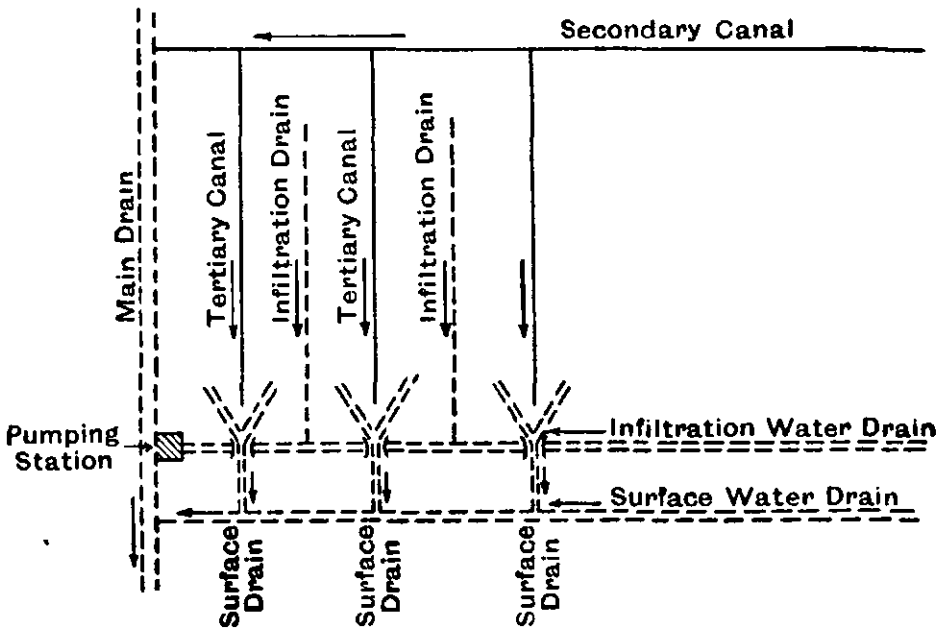 Secondary Canal
Main Drain
Tertiary Canal
Infiltration Drain
Tertiary Canal
Infiltration Drain
Pumping
Station
Infiltration Water Drain
Surface Water Drain
Surface
Drain
Surface
Drain
Surface
Drain